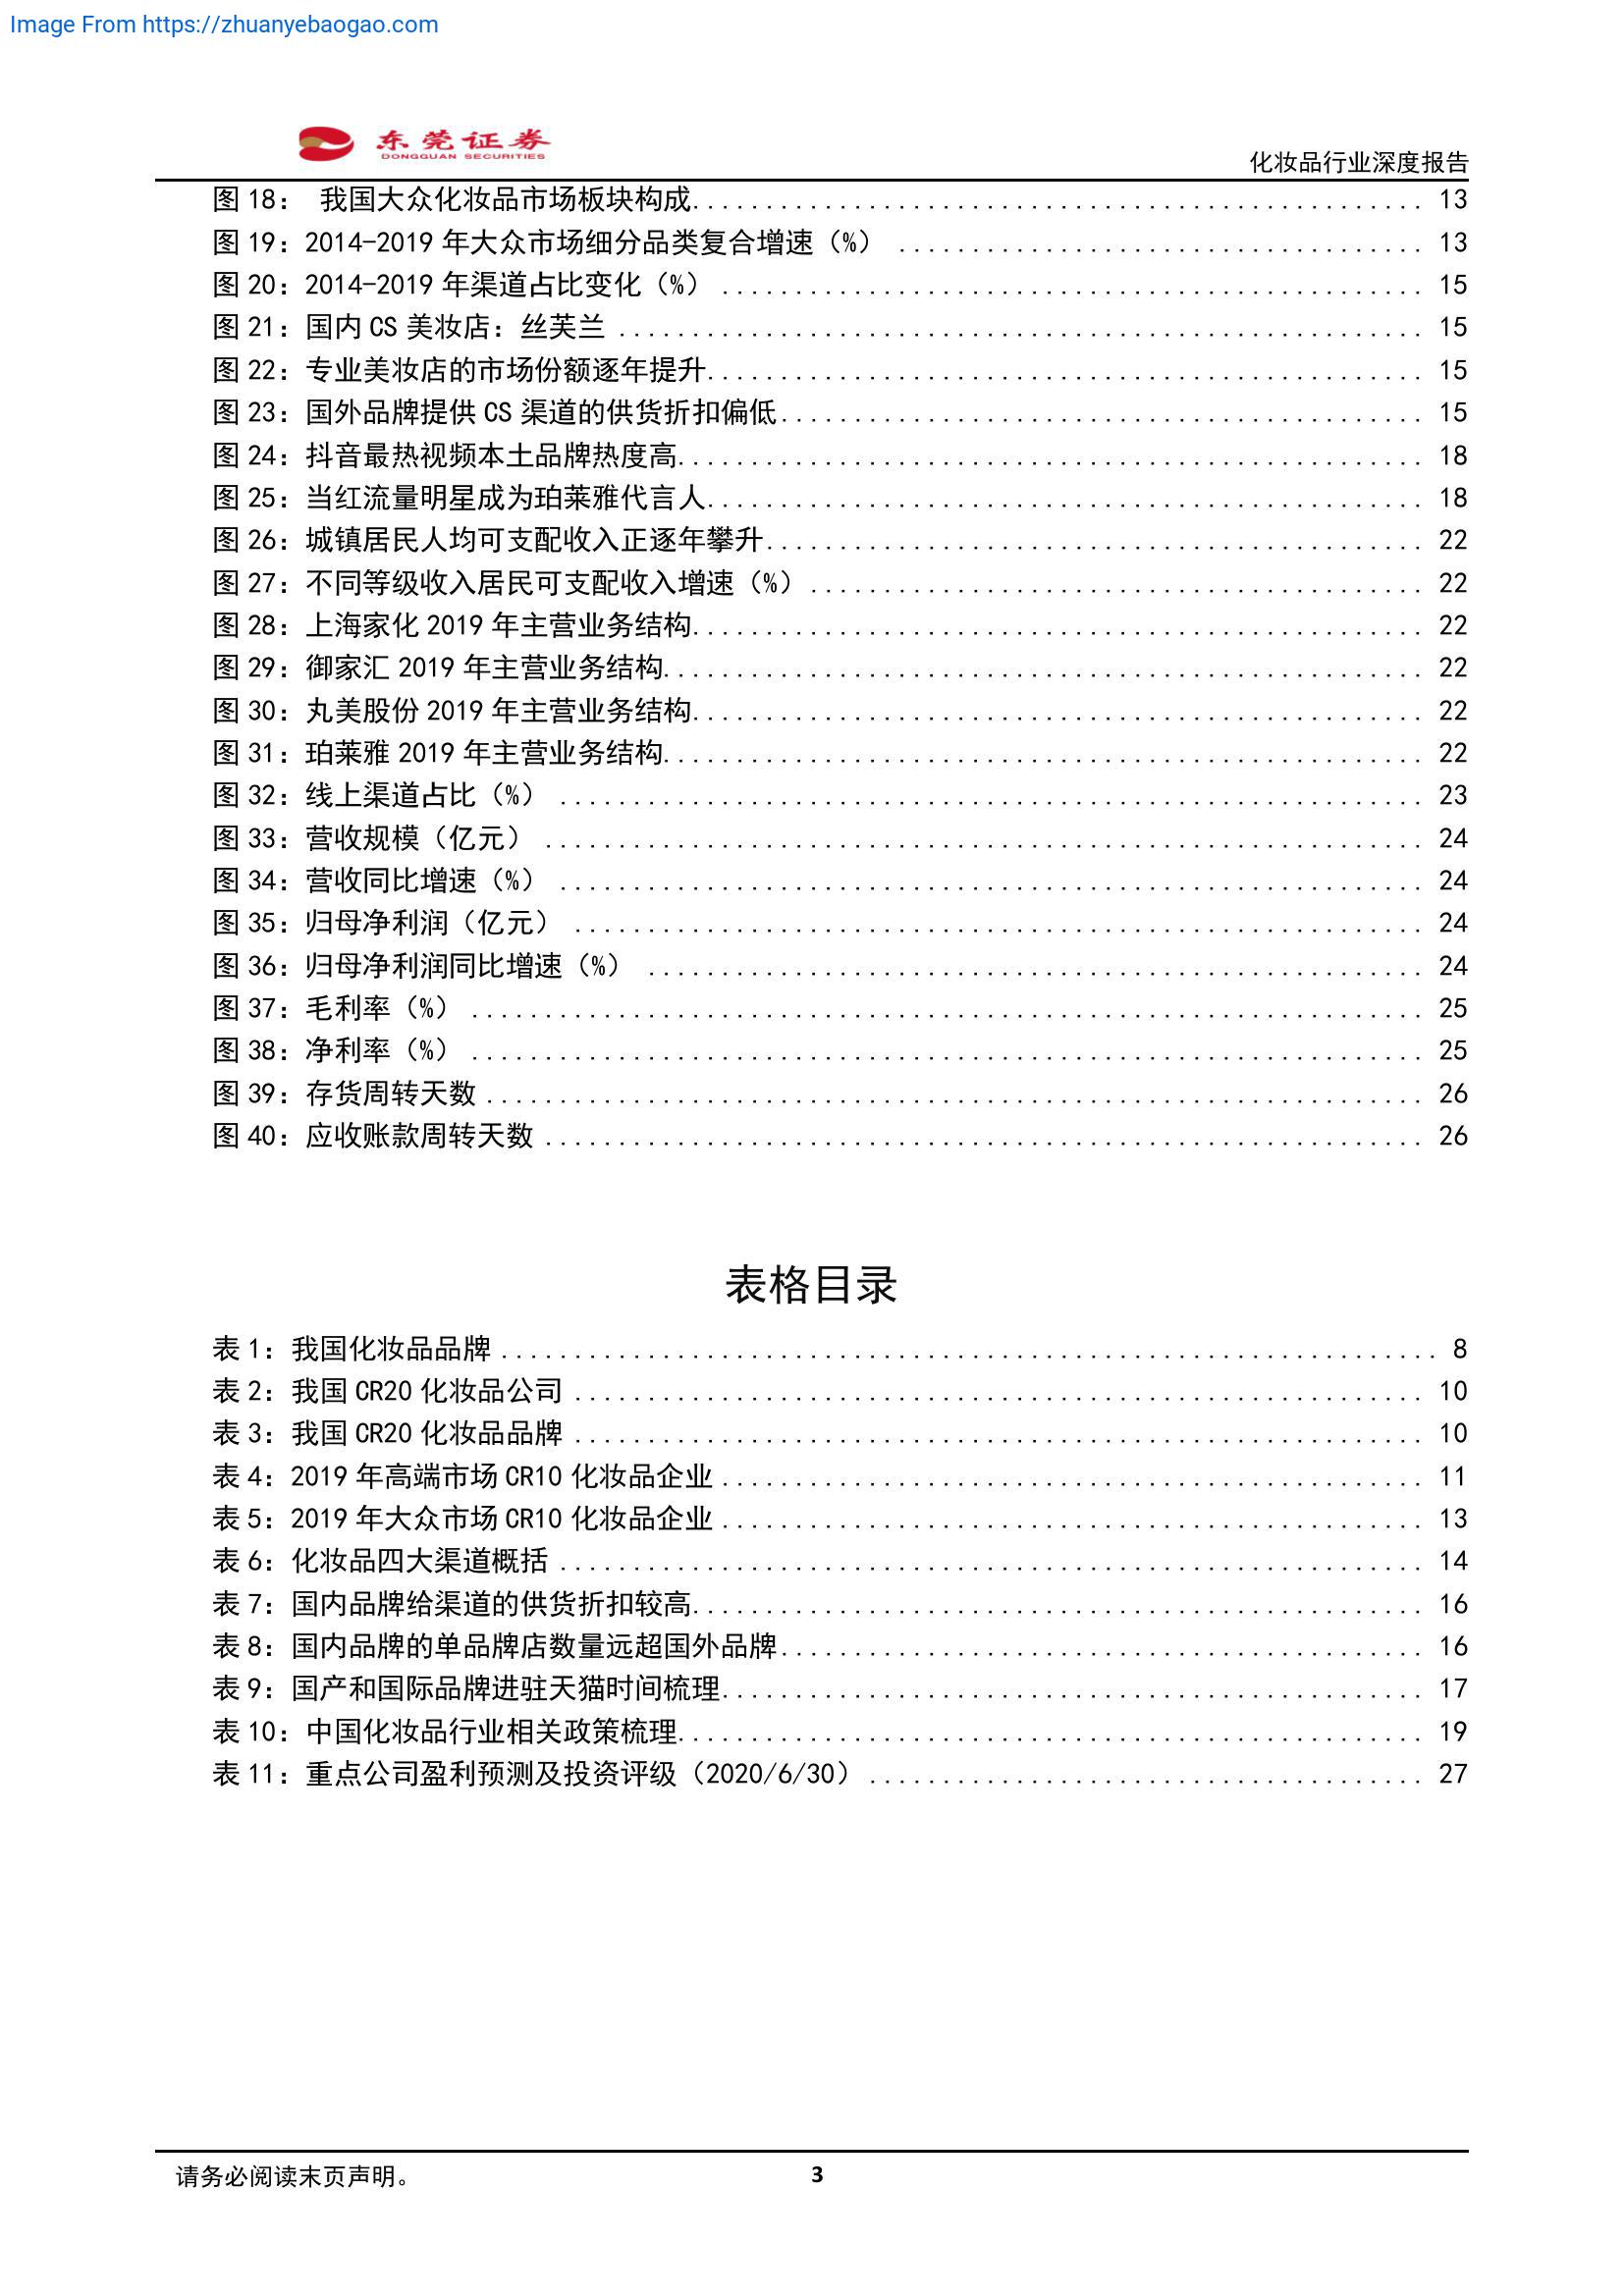 Image From https://zhuanyebaogao.com
东莞证券
DONGGUAN SECURITIES
化妆品行业深度报告
图 18： 我国大众化妆品市场板块构成 13
图 19：2014-2019 年大众市场细分品类复合增速（%） 13
图 20：2014-2019 年渠道占比变化（%） 15
图 21：国内 CS 美妆店：丝芙兰 15
图 22：专业美妆店的市场份额逐年提升 15
图 23：国外品牌提供 CS 渠道的供货折扣偏低 15
图 24：抖音最热视频本土品牌热度高 18
图 25：当红流量明星成为珀莱雅代言人 18
图 26：城镇居民人均可支配收入正逐年攀升 22
图 27：不同等级收入居民可支配收入增速（%） 22
图 28：上海家化 2019 年主营业务结构 22
图 29：御家汇 2019 年主营业务结构 22
图 30：丸美股份 2019 年主营业务结构 22
图 31：珀莱雅 2019 年主营业务结构 22
图 32：线上渠道占比（%） 23
图 33：营收规模（亿元） 24
图 34：营收同比增速（%） 24
图 35：归母净利润（亿元） 24
图 36：归母净利润同比增速（%） 24
图 37：毛利率（%） 25
图 38：净利率（%） 25
图 39：存货周转天数 26
图 40：应收账款周转天数 26
表格目录
表 1：我国化妆品品牌 8
表 2：我国 CR20 化妆品公司 10
表 3：我国 CR20 化妆品品牌 10
表 4：2019 年高端市场 CR10 化妆品企业 11
表 5：2019 年大众市场 CR10 化妆品企业 13
表 6：化妆品四大渠道概括 14
表 7：国内品牌给渠道的供货折扣较高 16
表 8：国内品牌的单品牌店数量远超国外品牌 16
表 9：国产和国际品牌进驻天猫时间梳理 17
表 10：中国化妆品行业相关政策梳理 19
表 11：重点公司盈利预测及投资评级（2020/6/30） 27
请务必阅读末页声明。
3